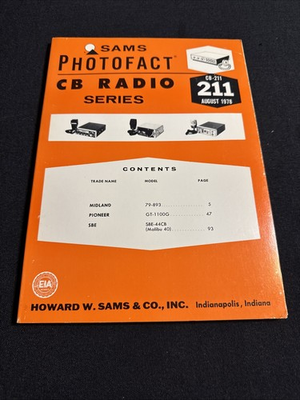 SAMS
PHOTOFACT®
CB RADIO
SERIES
CB-211
211
AUGUST 1978
CONTENTS
TRADE NAME MODEL PAGE
MIDLAND 79-893 5
PIONEER GT-1100G 47
SBE SBE-44CB 93
(Malibu 40)
EIA
HOWARD W. SAMS & CO., INC. Indianapolis, Indiana